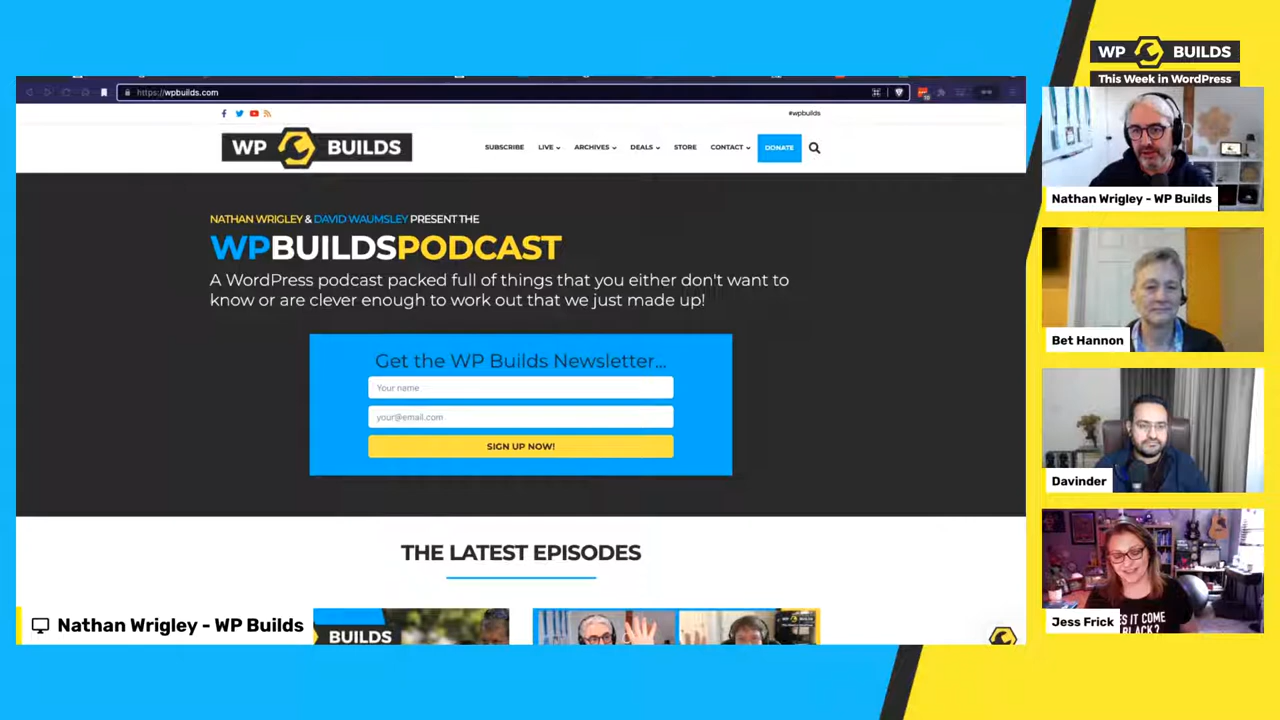 WP BUILDS
This Week in WordPress
https://wpbuilds.com
#wpbuilds
WP BUILDS
SUBSCRIBE LIVE ARCHIVES DEALS STORE CONTACT DONATE
NATHAN WRIGLEY & DAVID WAUMSLEY PRESENT THE
WPBUILDSPODCAST
A WordPress podcast packed full of things that you either don't want to
know or are clever enough to work out that we just made up!
Get the WP Builds Newsletter...
Your name
your@email.com
SIGN UP NOW!
THE LATEST EPISODES
BUILDS
Nathan Wrigley - WP Builds
Nathan Wrigley - WP Builds
Bet Hannon
Davinder
Jess Frick
IT COME
BLACK?